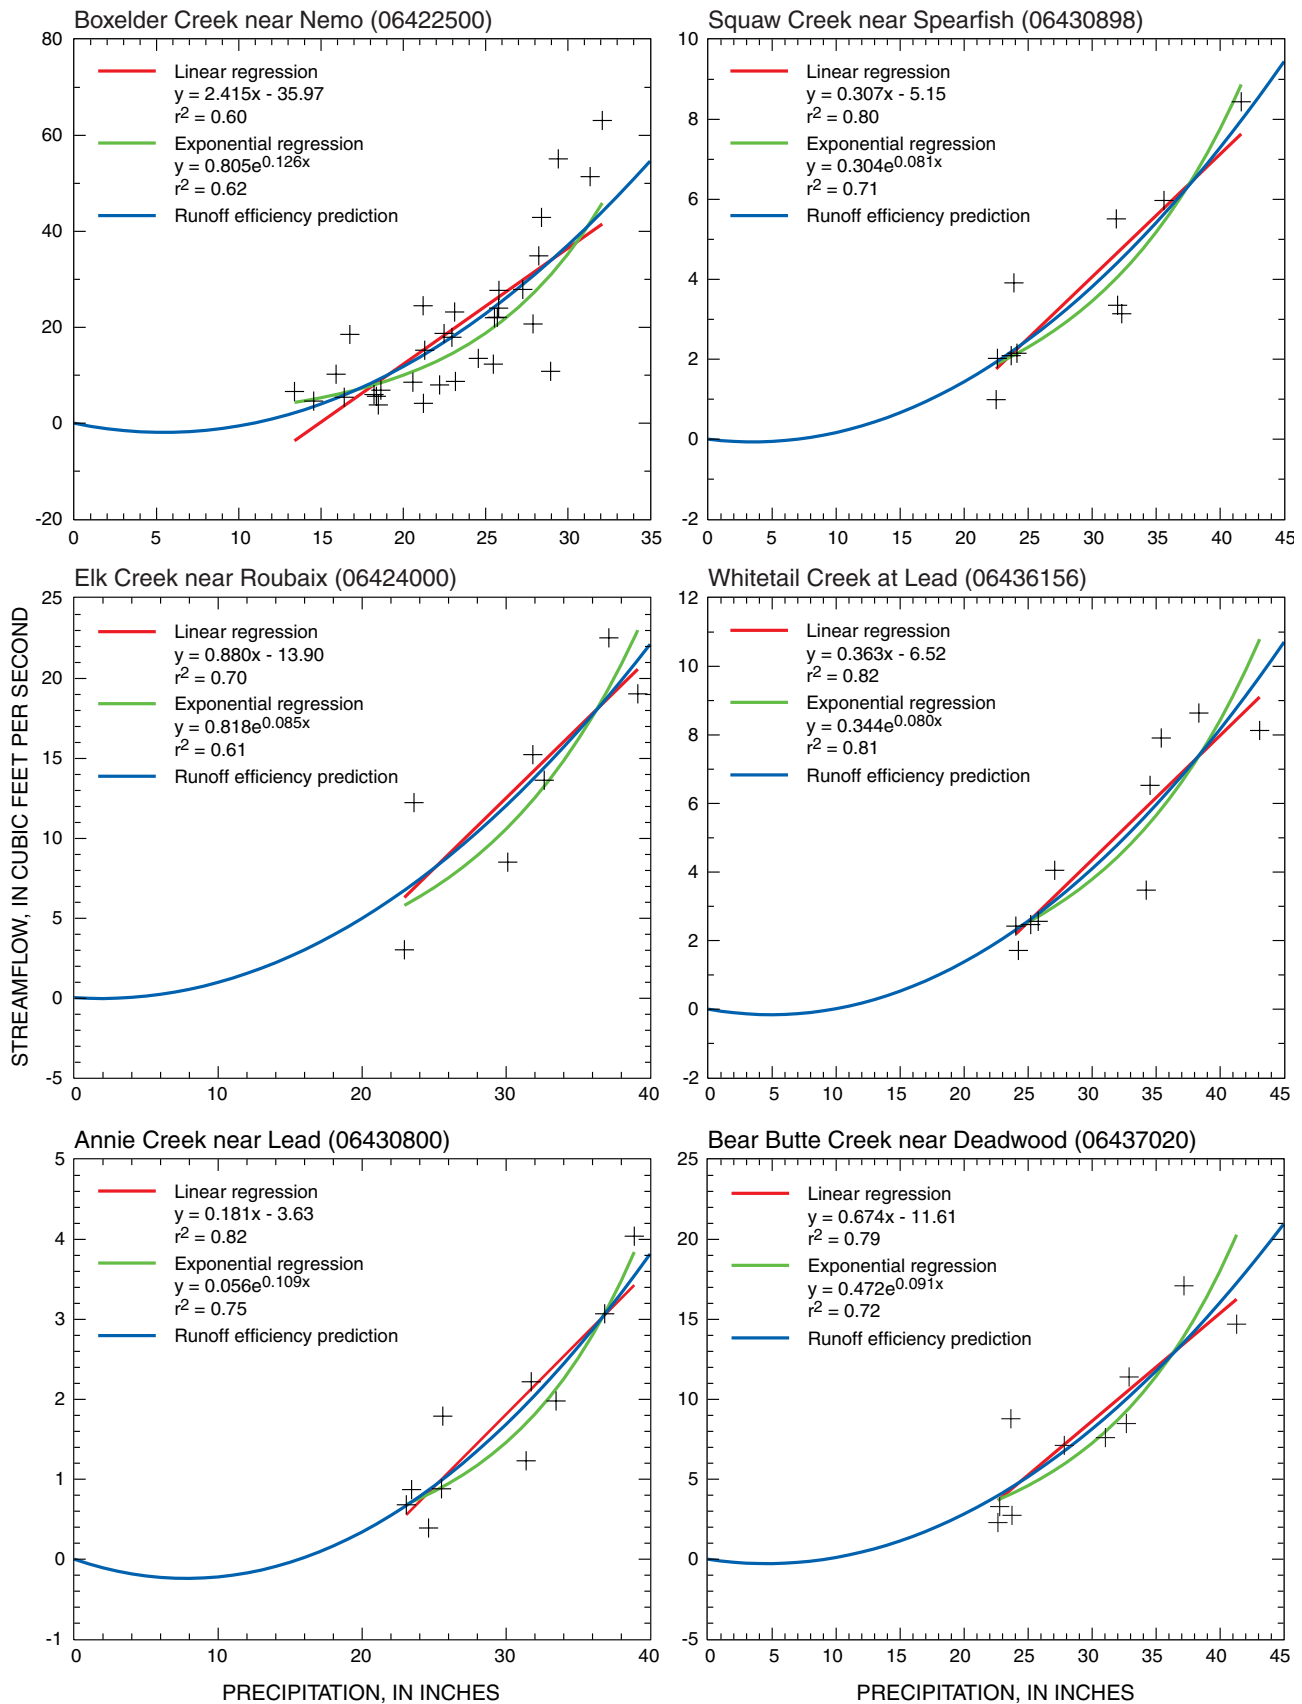 Boxelder Creek near Nemo (06422500)
80
60
40
20
0
-20
0 5 10 15 20 25 30 35
Linear regression
y = 2.415x - 35.97
r2 = 0.60
Exponential regression
y = 0.805e0.126x
r2 = 0.62
Runoff efficiency prediction
Squaw Creek near Spearfish (06430898)
10
8
6
4
2
0
-2
0 5 10 15 20 25 30 35 40 45
Linear regression
y = 0.307x - 5.15
r2 = 0.80
Exponential regression
y = 0.304e0.081x
r2 = 0.71
Runoff efficiency prediction
STREAMFLOW, IN CUBIC FEET PER SECOND
Elk Creek near Roubaix (06424000)
25
20
15
10
5
0
-5
0 10 20 30 40
Linear regression
y = 0.880x - 13.90
r2 = 0.70
Exponential regression
y = 0.818e0.085x
r2 = 0.61
Runoff efficiency prediction
Whitetail Creek at Lead (06436156)
12
10
8
6
4
2
0
-2
0 5 10 15 20 25 30 35 40 45
Linear regression
y = 0.363x - 6.52
r2 = 0.82
Exponential regression
y = 0.344e0.080x
r2 = 0.81
Runoff efficiency prediction
Annie Creek near Lead (06430800)
5
4
3
2
1
0
-1
0 10 20 30 40
Linear regression
y = 0.181x - 3.63
r2 = 0.82
Exponential regression
y = 0.056e0.109x
r2 = 0.75
Runoff efficiency prediction
PRECIPITATION, IN INCHES
Bear Butte Creek near Deadwood (06437020)
25
20
15
10
5
0
-5
0 5 10 15 20 25 30 35 40 45
Linear regression
y = 0.674x - 11.61
r2 = 0.79
Exponential regression
y = 0.472e0.091x
r2 = 0.72
Runoff efficiency prediction
PRECIPITATION, IN INCHES